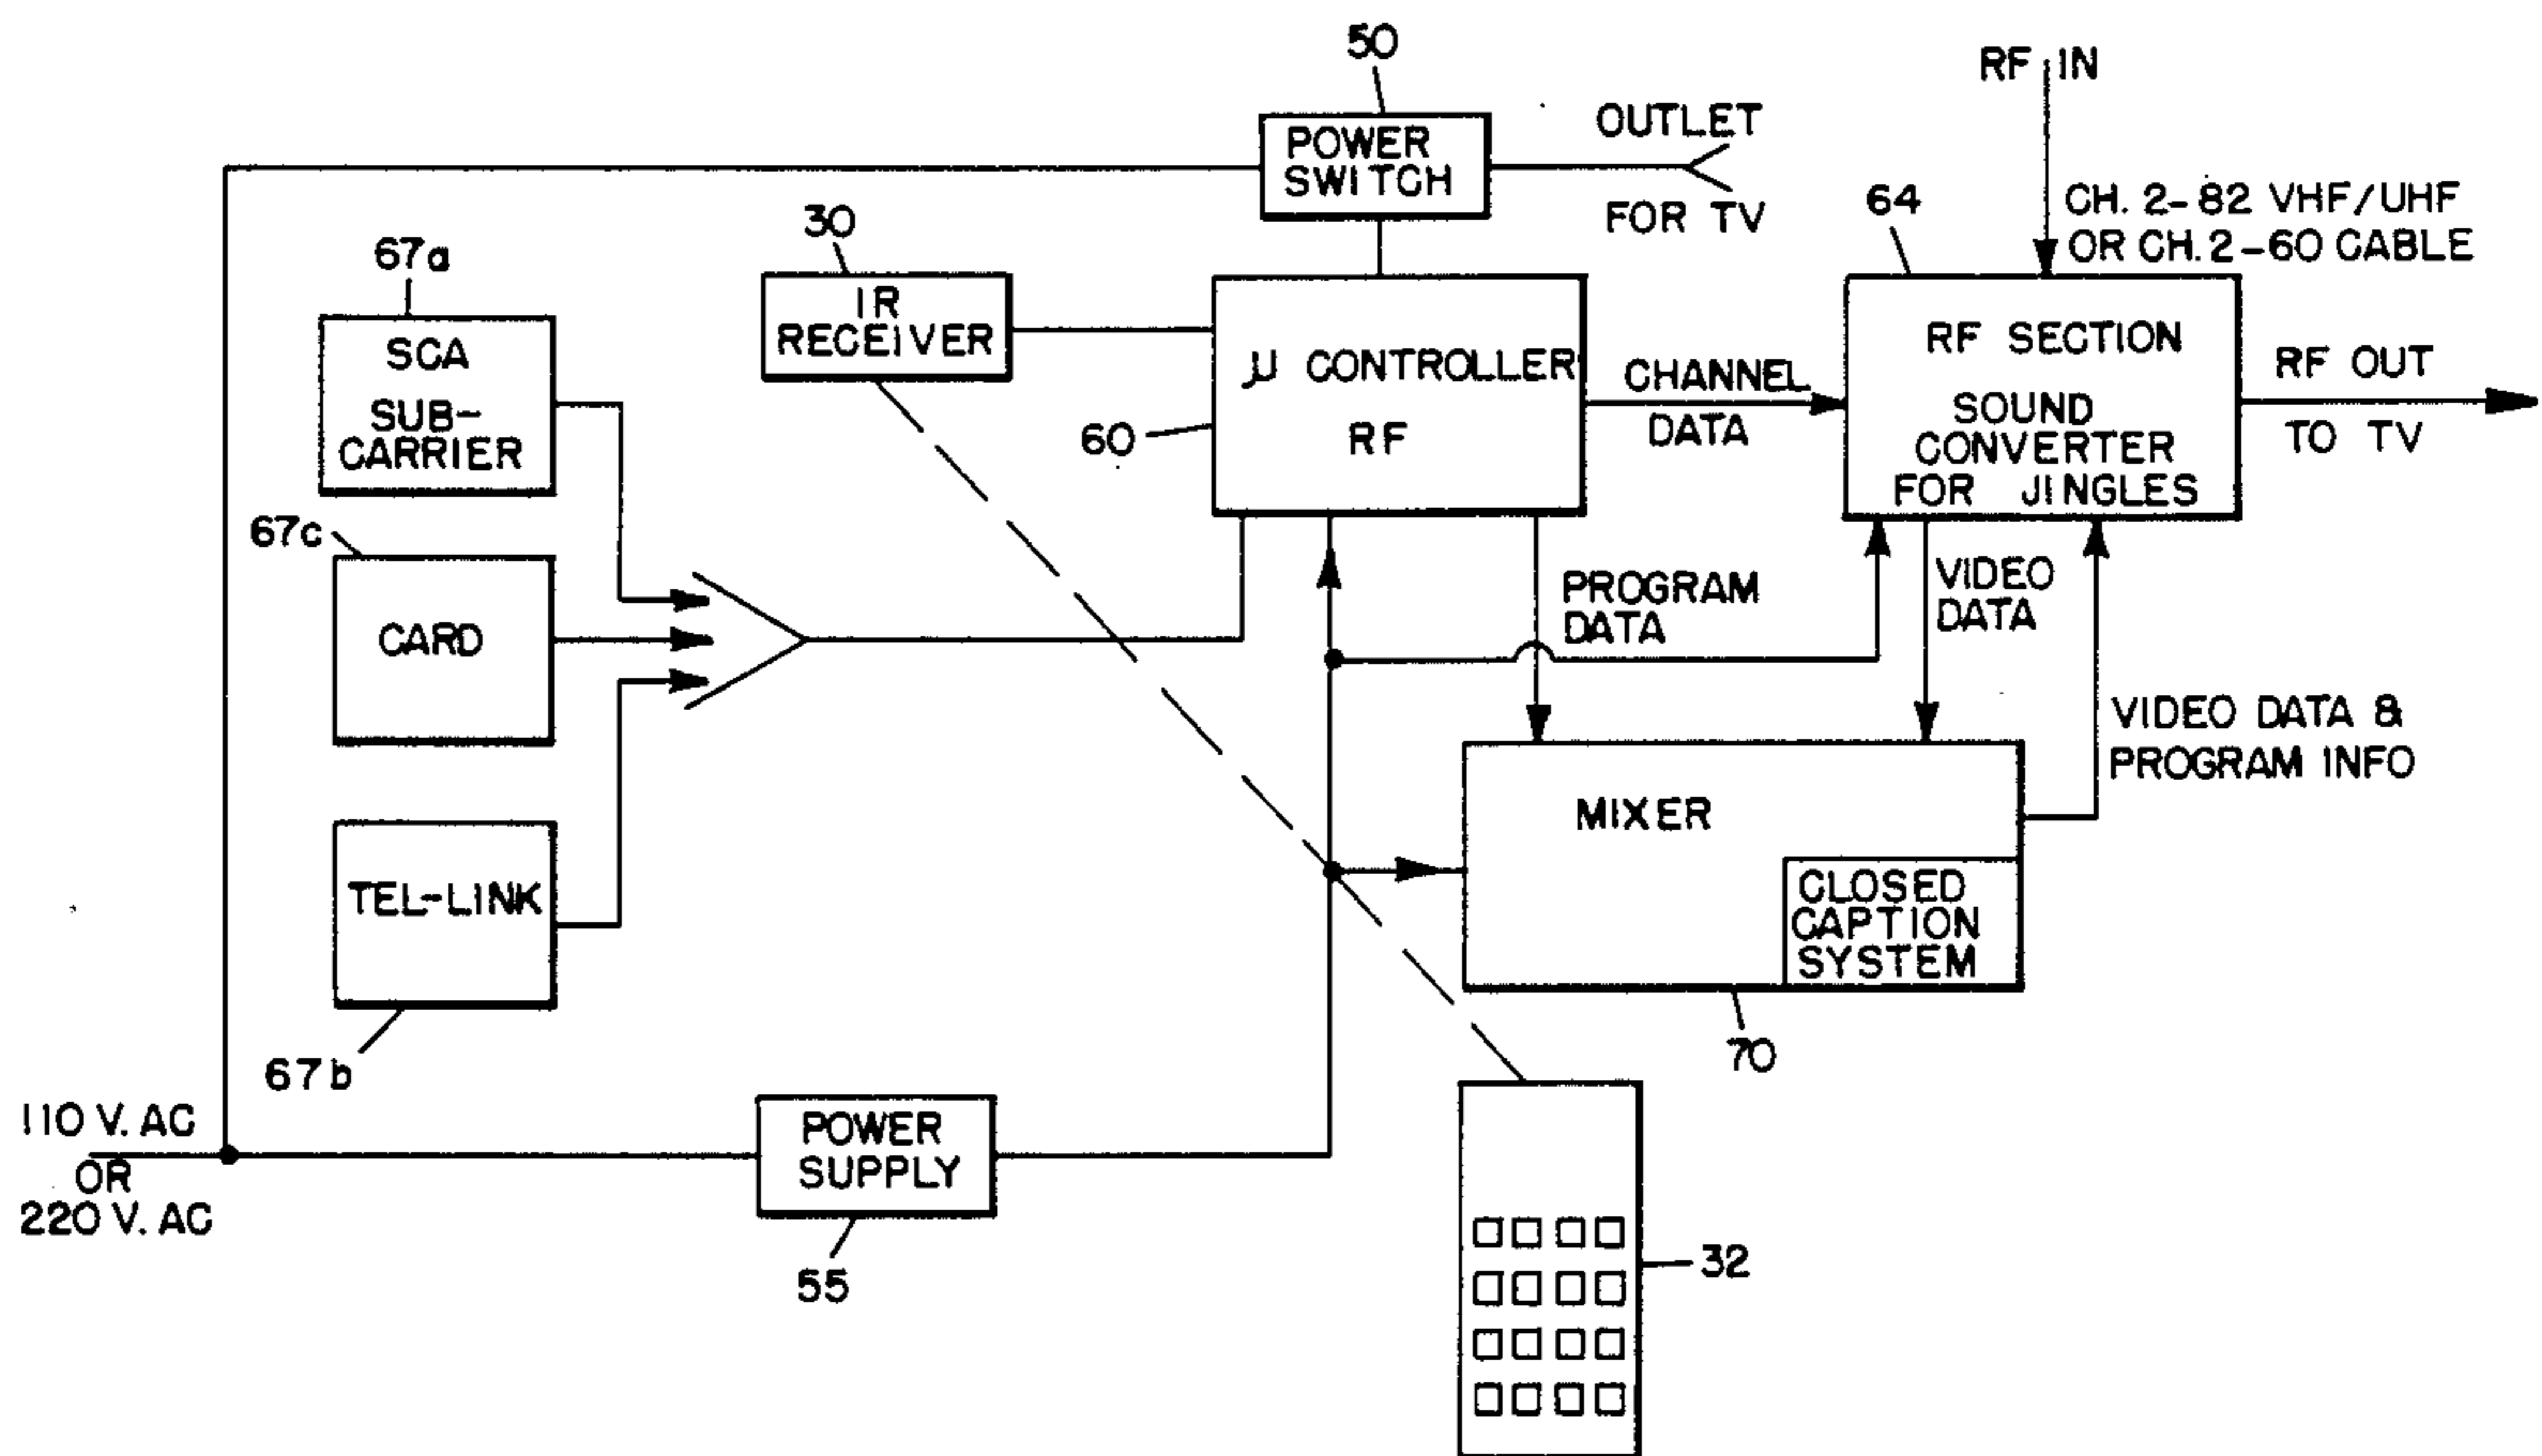 50
POWER
SWITCH
OUTLET
FOR TV
RF IN
CH. 2-82 VHF/UHF
OR CH. 2-60 CABLE
64
30
IR
RECEIVER
67a
SCA
SUB-
CARRIER
μ CONTROLLER
RF
60
CHANNEL
DATA
RF SECTION
SOUND
CONVERTER
FOR JINGLES
RF OUT
TO TV
67c
CARD
PROGRAM
DATA
VIDEO
DATA
VIDEO DATA &
PROGRAM INFO
MIXER
CLOSED
CAPTION
SYSTEM
70
TEL-LINK
67b
110 V. AC
OR
220 V. AC
POWER
SUPPLY
55
32